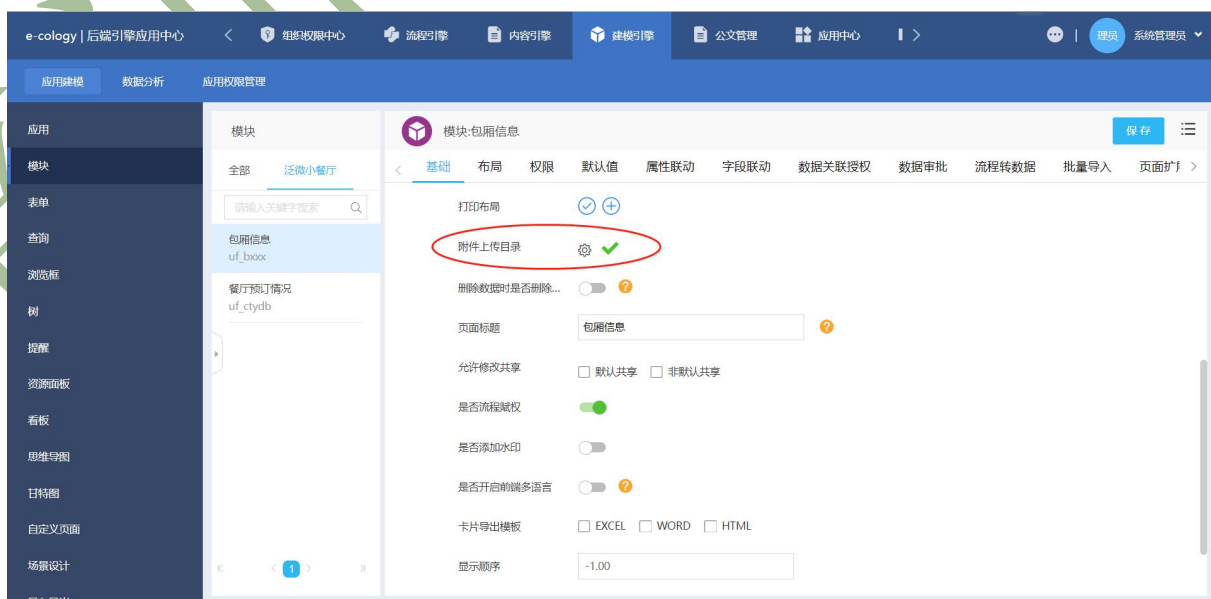 e-cology | 后端引擎应用中心 组织权限中心 流程引擎 内容引擎 建模引擎 公文管理 应用中心 理员 系统管理员
应用建模 数据分析 应用权限管理
应用
模块
表单
查询
浏览框
树
提醒
资源面板
看板
思维导图
甘特图
自定义页面
场景设计
模块
全部 泛微小餐厅
请输入关键字搜索
包厢信息
uf_bxxx
餐厅预订情况
uf_ctydb
1
模块:包厢信息 保存
基础 布局 权限 默认值 属性联动 字段联动 数据关联授权 数据审批 流程转数据 批量导入 页面扩
打印布局
附件上传目录
删除数据时是否删除...
页面标题 包厢信息
允许修改共享 默认共享 非默认共享
是否流程赋权
是否添加水印
是否开启前端多语言
卡片导出模板 EXCEL WORD HTML
显示顺序 -1.00